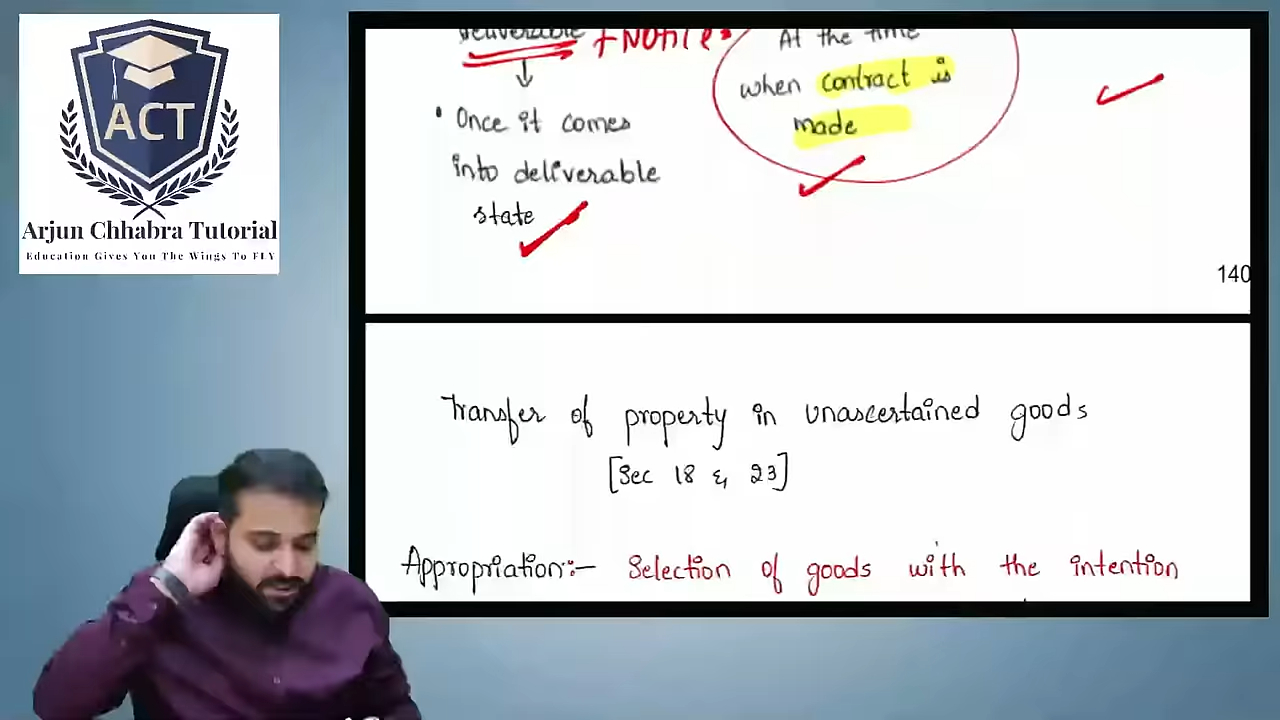 ACT
Arjun Chhabra Tutorial
Education Gives You The Wings To FLY
deliverable + Notice
• Once it comes
into deliverable
state
At the time
when contract is
made
140
Transfer of property in unascertained goods
[Sec 18 & 23]
Appropriation:- Selection of goods with the intention